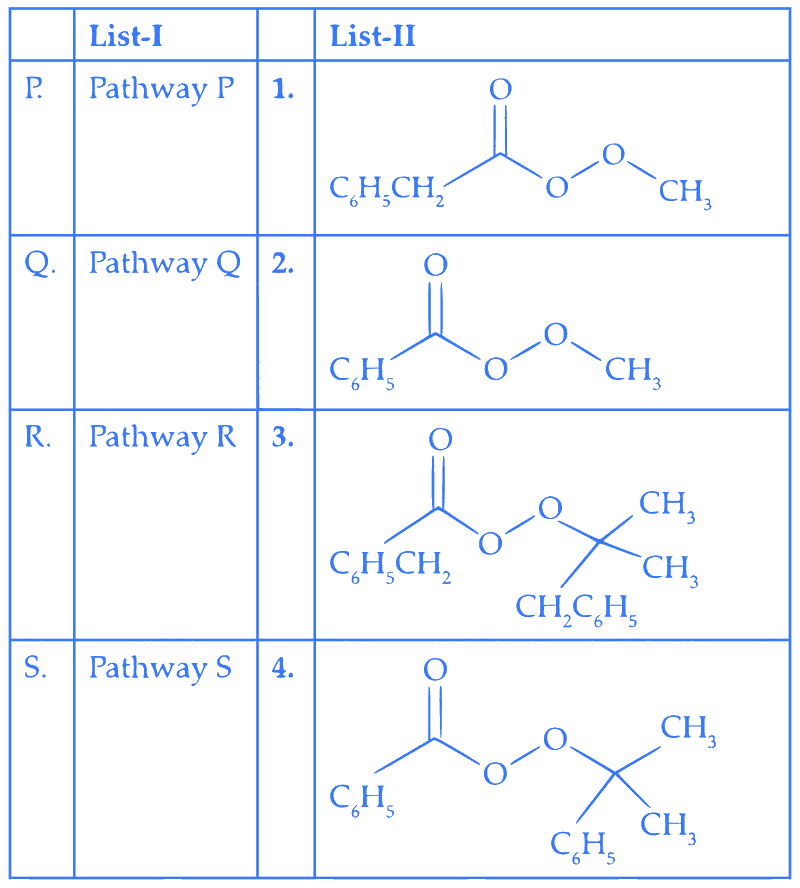 List-I List-II
P. Pathway P 1.
O
O
O
C₆H₅CH₂
CH₃
Q. Pathway Q 2.
O
O
O
C₆H₅
CH₃
R. Pathway R 3.
O
O
CH₃
O
C₆H₅CH₂
CH₃
CH₂C₆H₅
S. Pathway S 4.
O
CH₃
O
O
C₆H₅
CH₃
C₆H₅